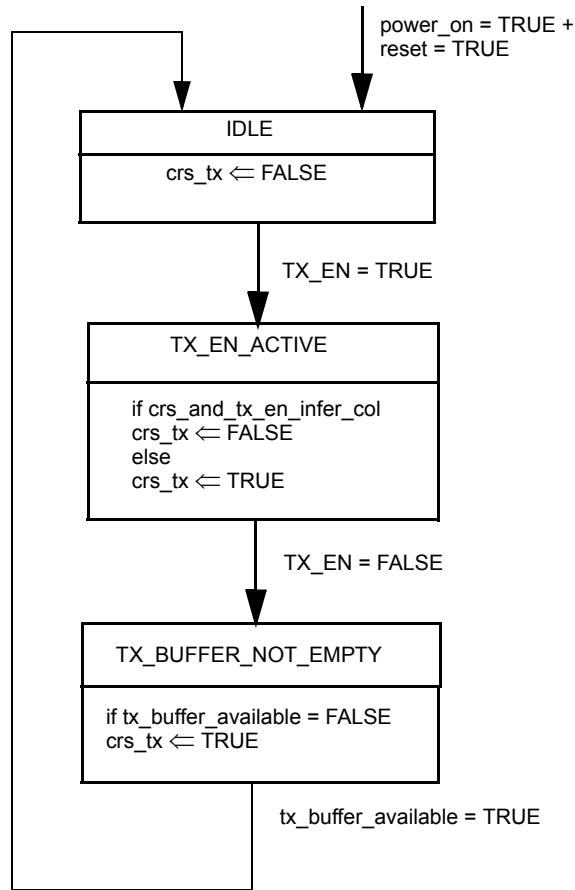 power_on = TRUE +
reset = TRUE
IDLE
crs_tx ⇐ FALSE
TX_EN = TRUE
TX_EN_ACTIVE
if crs_and_tx_en_infer_col
crs_tx ⇐ FALSE
else
crs_tx ⇐ TRUE
TX_EN = FALSE
TX_BUFFER_NOT_EMPTY
if tx_buffer_available = FALSE
crs_tx ⇐ TRUE
tx_buffer_available = TRUE